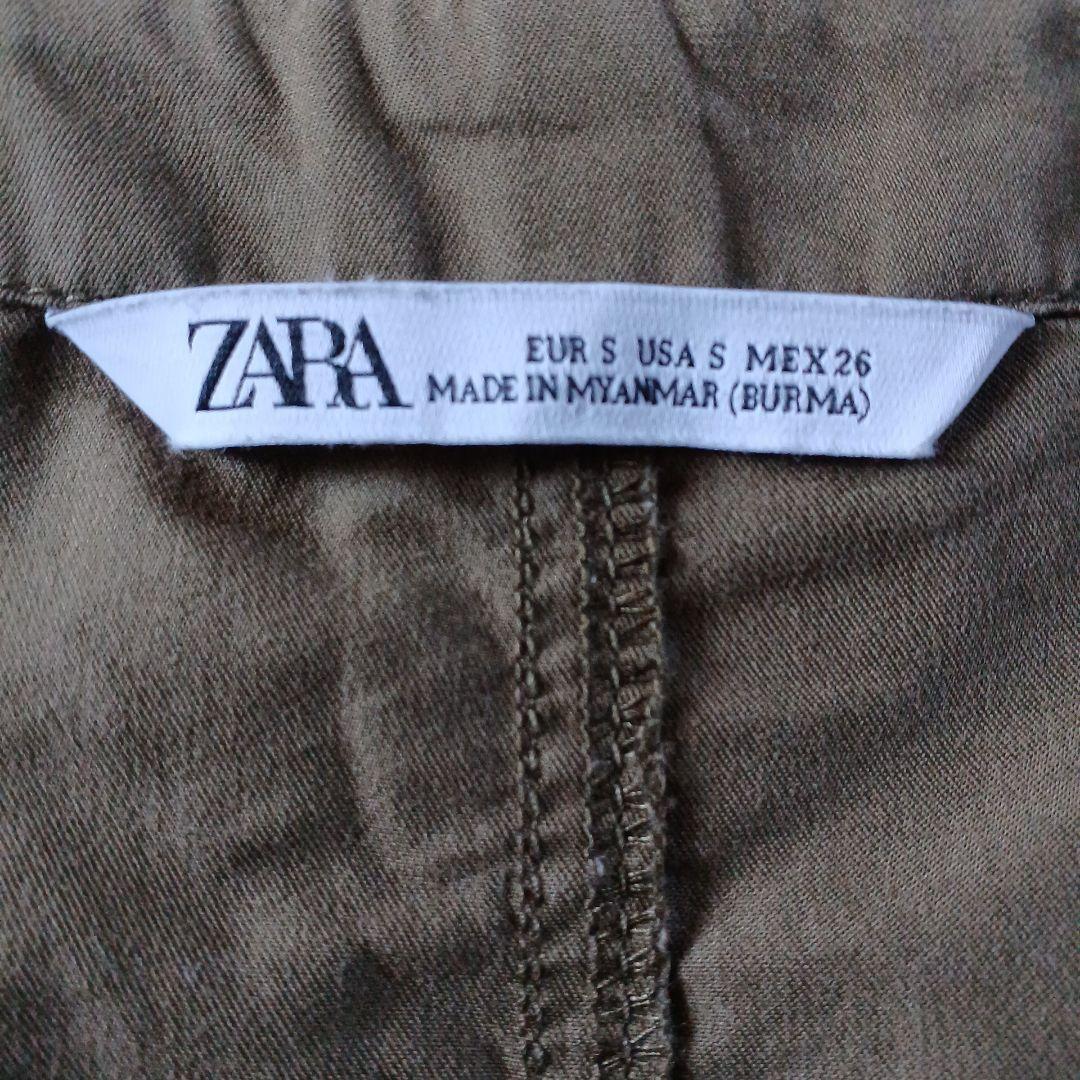 ZARA
EUR S USA S MEX 26
MADE IN MYANMAR (BURMA)